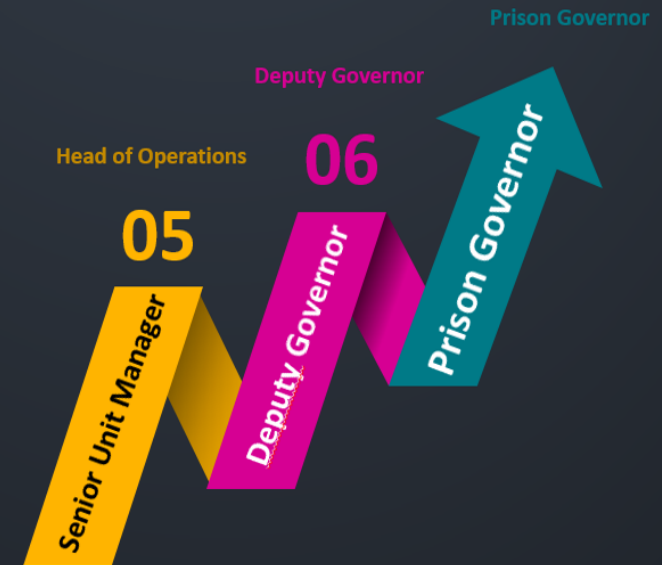 Prison Governor
Deputy Governor
Head of Operations
06
05
Prison Governor
Deputy Governor
Senior Unit Manager